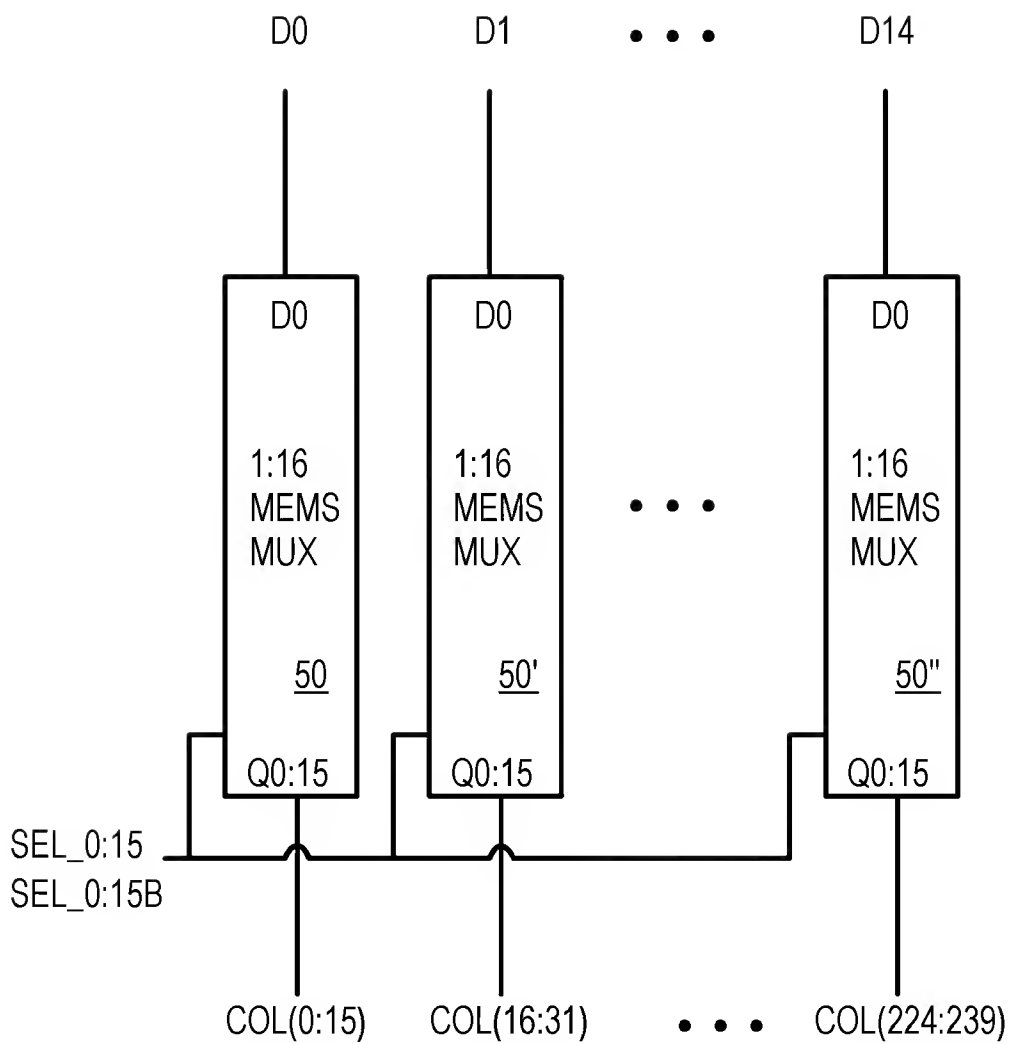 D0 D1 • • • D14
D0 D0 D0
1:16 1:16 1:16
MEMS MEMS • • • MEMS
MUX MUX MUX
50 50' 50"
Q0:15 Q0:15 Q0:15
SEL_0:15
SEL_0:15B
COL(0:15) COL(16:31) • • • COL(224:239)